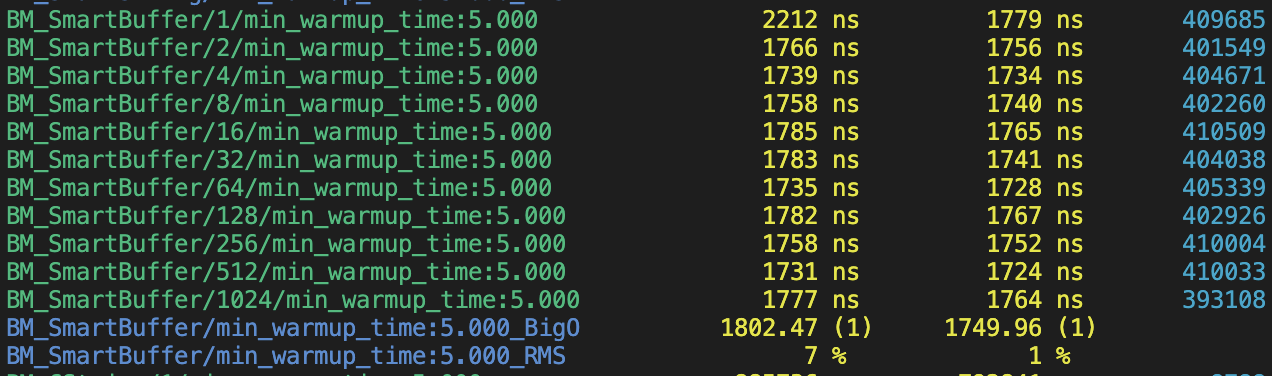 BM_SmartBuffer/1/min_warmup_time:5.000 2212 ns 1779 ns 409685
BM_SmartBuffer/2/min_warmup_time:5.000 1766 ns 1756 ns 401549
BM_SmartBuffer/4/min_warmup_time:5.000 1739 ns 1734 ns 404671
BM_SmartBuffer/8/min_warmup_time:5.000 1758 ns 1740 ns 402260
BM_SmartBuffer/16/min_warmup_time:5.000 1785 ns 1765 ns 410509
BM_SmartBuffer/32/min_warmup_time:5.000 1783 ns 1741 ns 404038
BM_SmartBuffer/64/min_warmup_time:5.000 1735 ns 1728 ns 405339
BM_SmartBuffer/128/min_warmup_time:5.000 1782 ns 1767 ns 402926
BM_SmartBuffer/256/min_warmup_time:5.000 1758 ns 1752 ns 410004
BM_SmartBuffer/512/min_warmup_time:5.000 1731 ns 1724 ns 410033
BM_SmartBuffer/1024/min_warmup_time:5.000 1777 ns 1764 ns 393108
BM_SmartBuffer/min_warmup_time:5.000_BigO 1802.47 (1) 1749.96 (1)
BM_SmartBuffer/min_warmup_time:5.000_RMS 7 % 1 %